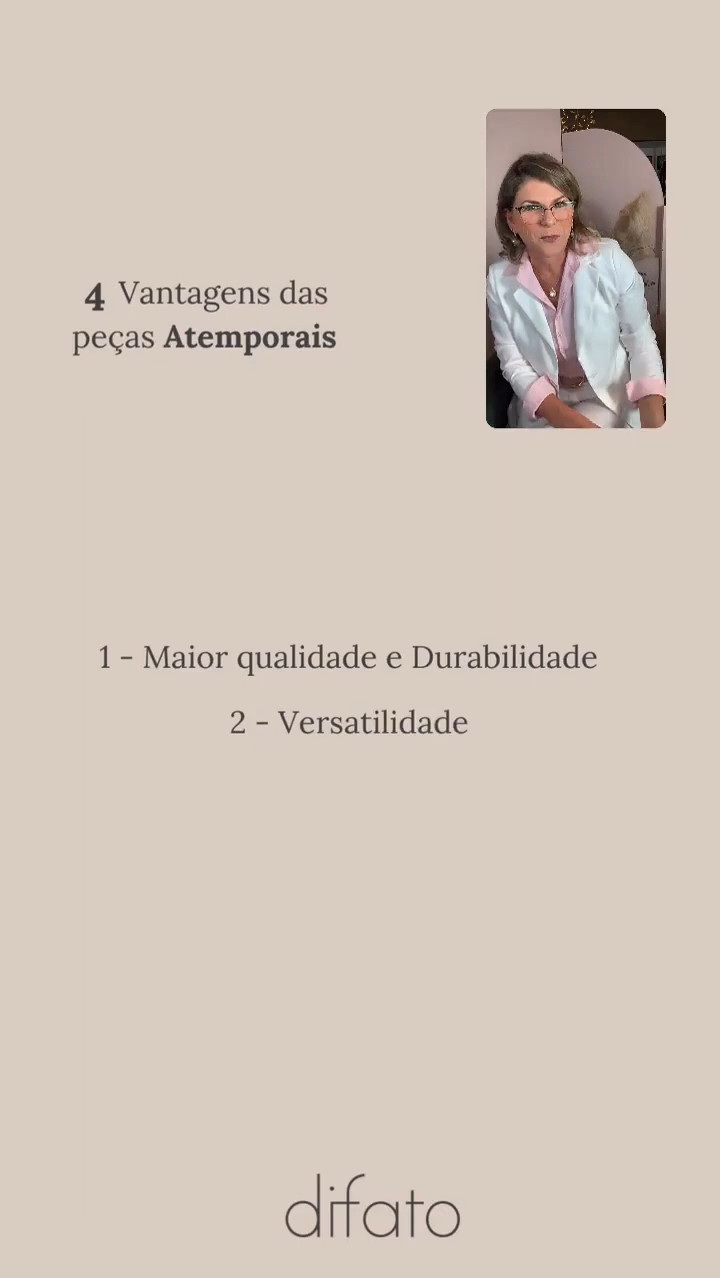 4 Vantagens das
peças Atemporais
1 - Maior qualidade e Durabilidade
2 - Versatilidade
difato